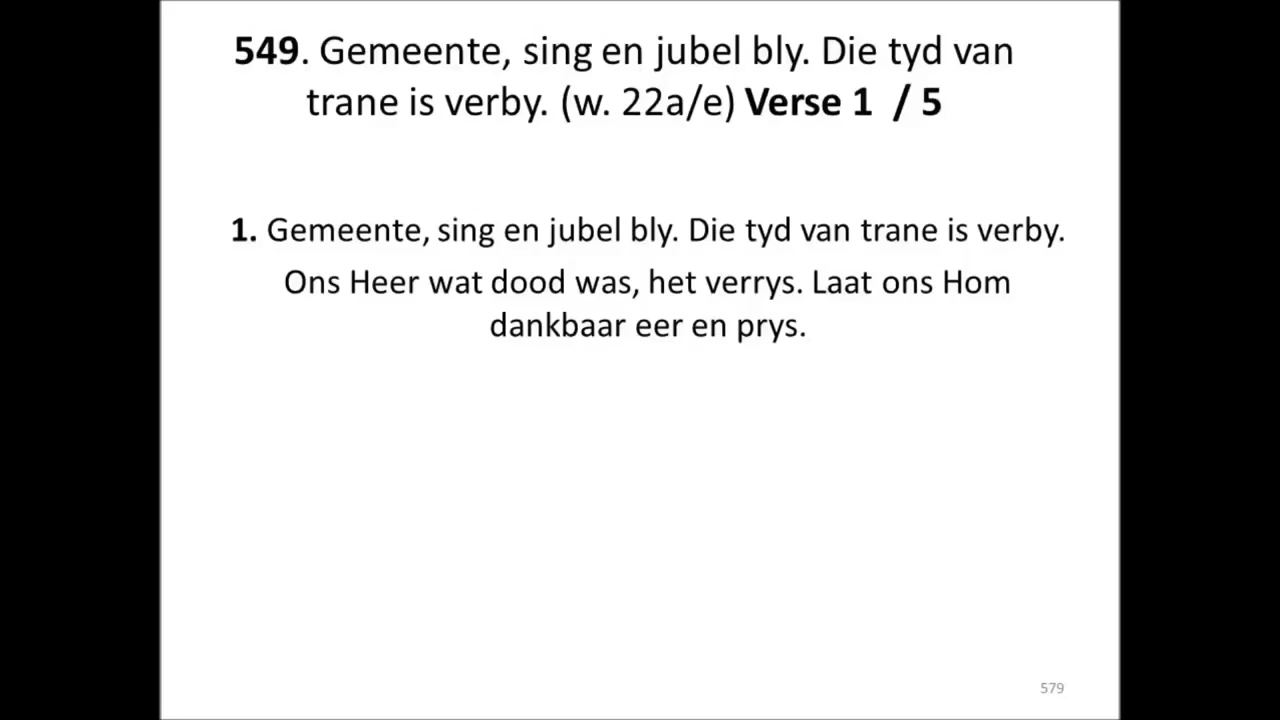 549. Gemeente, sing en jubel bly. Die tyd van
trane is verby. (w. 22a/e) Verse 1 / 5
1. Gemeente, sing en jubel bly. Die tyd van trane is verby.
Ons Heer wat dood was, het verrys. Laat ons Hom
dankbaar eer en prys.
579